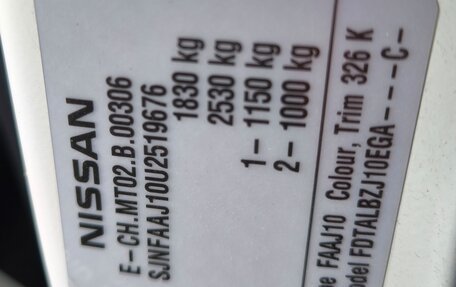 NISSAN
E-CH.MT02.B.00306
SJNFAAJ10U2519676
1830 kg
2530 kg
1– 1150 kg
2– 1000 kg
FAAJ10 Colour, Trim 326 K
FDTALBZJ10EGA – – – C –